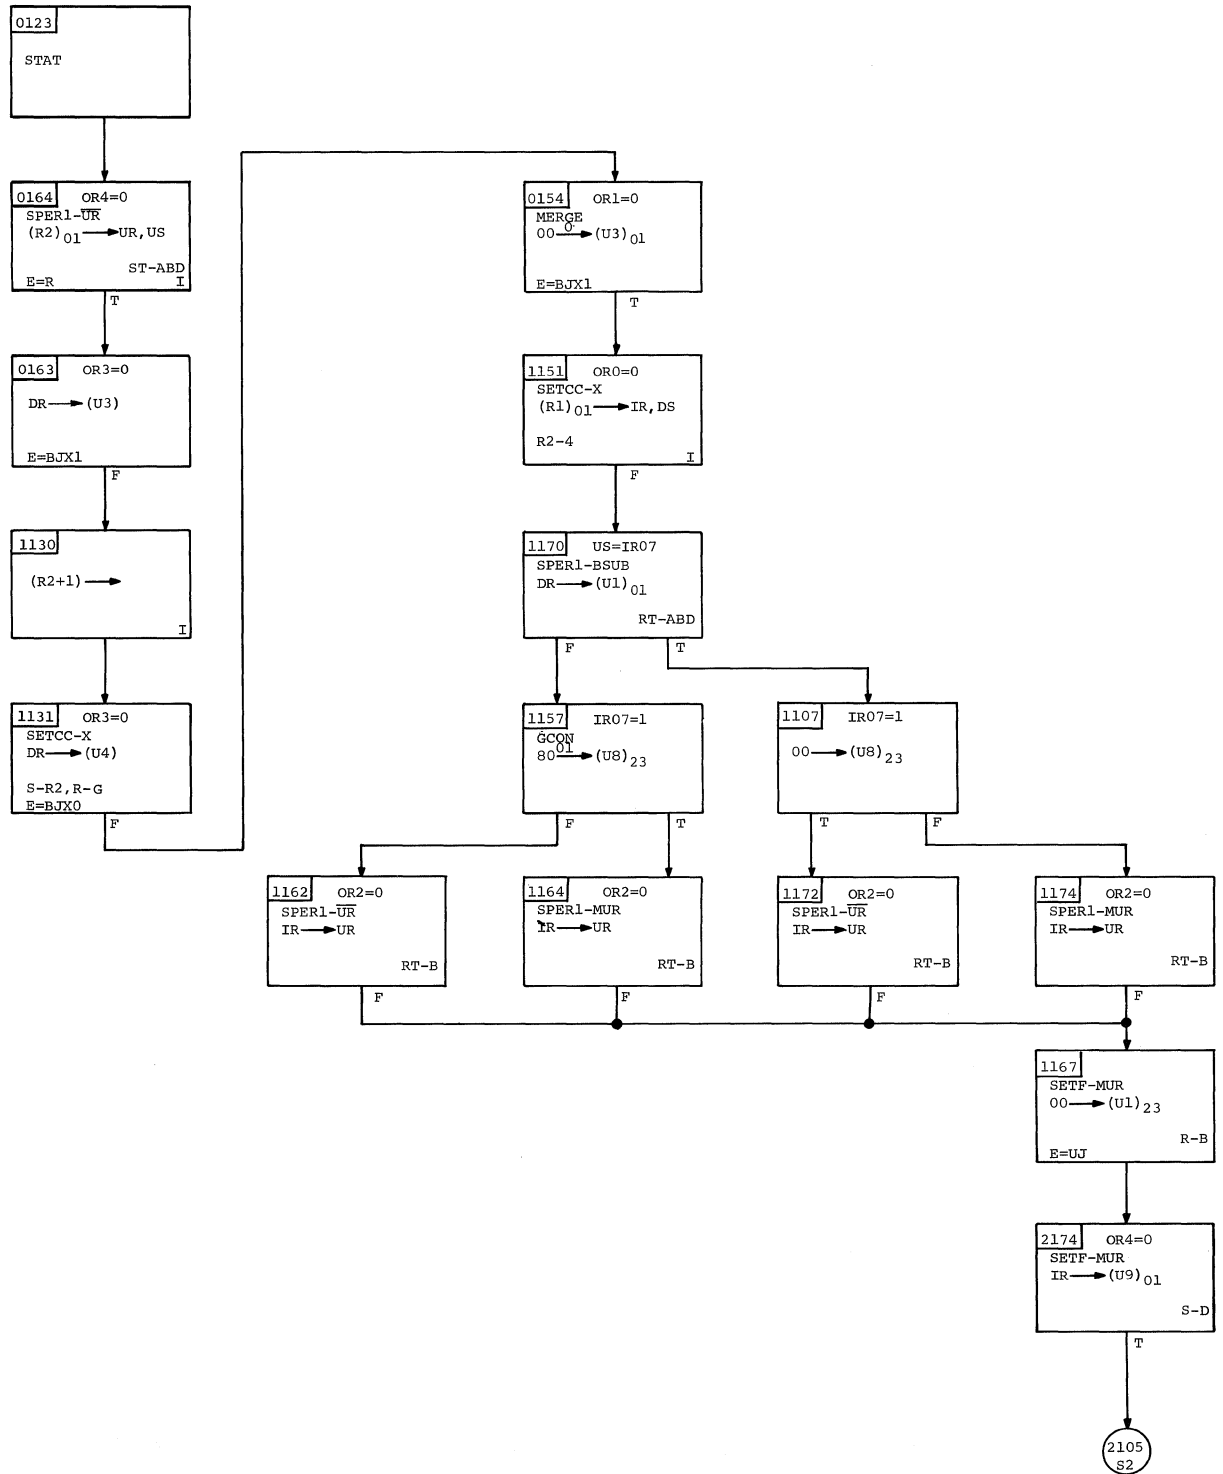 0123
STAT
0164 OR4=0
SPER1-U̅R̅
(R2)01 → UR,US
ST-ABD
E=R I
T
0163 OR3=0
DR → (U3)
E=BJX1
F
1130
(R2+1) →
I
1131 OR3=0
SETCC-X
DR → (U4)
S-R2,R-G
E=BJX0
F
0154 OR1=0
MERGE
0
00 → (U3)01
E=BJX1
T
1151 OR0=0
SETCC-X
(R1)01 → IR,DS
R2-4
I
F
1170 US=IR07
SPER1-BSUB
DR → (U1)01
RT-ABD
F T
1157 IR07=1
GCON
01
80 → (U8)23
F T
1107 IR07=1
00 → (U8)23
T F
1162 OR2=0
SPER1-U̅R̅
IR → UR
RT-B
F
1164 OR2=0
SPER1-MUR
IR → UR
RT-B
F
1172 OR2=0
SPER1-U̅R̅
IR → UR
RT-B
F
1174 OR2=0
SPER1-MUR
IR → UR
RT-B
F
1167
SETF-MUR
00 → (U1)23
R-B
E=UJ
2174 OR4=0
SETF-MUR
IR → (U9)01
S-D
T
2105
S2